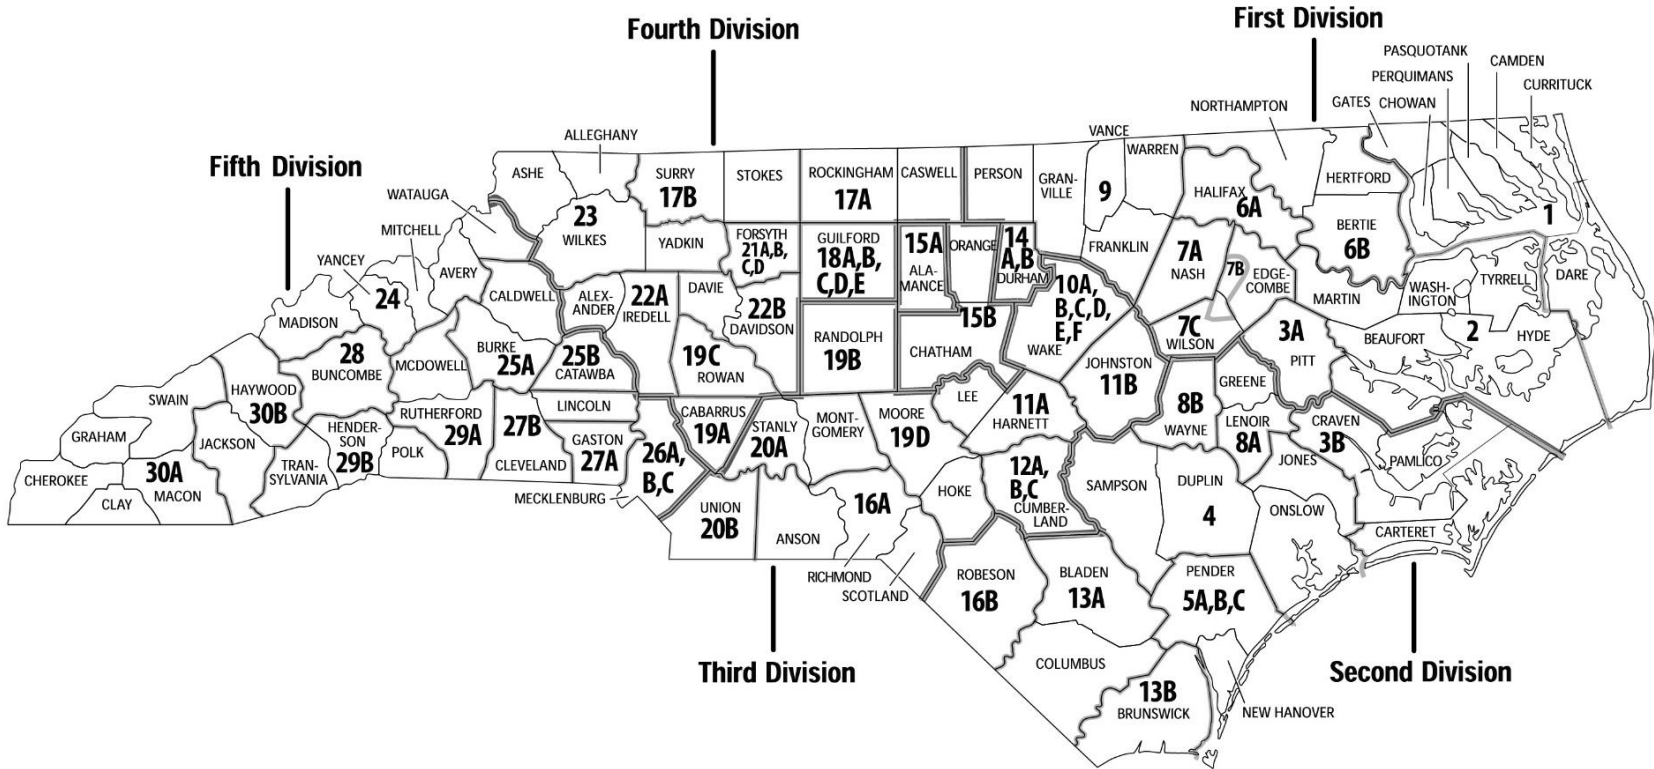 First Division
Fourth Division
PASQUOTANK
CAMDEN
PERQUIMANS
CURRITUCK
NORTHAMPTON
GATES
CHOWAN
ALLEGHANY
VANCE
Fifth Division
WARREN
ASHE
SURRY
17B
STOKES
ROCKINGHAM
17A
CASWELL
PERSON
GRAN-
VILLE
9
HALIFAX
6A
HERTFORD
WATAUGA
23
WILKES
1
MITCHELL
YADKIN
FORSYTH
21A,B,
C,D
GUILFORD
18A,B,
C,D,E
15A
ALA-
MANCE
ORANGE
14
A,B
DURHAM
FRANKLIN
7A
NASH
7B
EDGE-
COMBE
BERTIE
6B
YANCEY
AVERY
24
CALDWELL
ALEX-
ANDER
22A
IREDELL
DAVIE
22B
DAVIDSON
10A,
B,C,D,
E,F
WAKE
MARTIN
WASH-
INGTON
TYRRELL
DARE
MADISON
15B
7C
WILSON
3A
PITT
BEAUFORT
2
HYDE
28
BUNCOMBE
MCDOWELL
BURKE
25A
25B
CATAWBA
19C
ROWAN
RANDOLPH
19B
CHATHAM
JOHNSTON
11B
GREENE
SWAIN
HAYWOOD
30B
LEE
11A
HARNETT
8B
WAYNE
LENOIR
8A
CRAVEN
3B
RUTHERFORD
29A
27B
LINCOLN
CABARRUS
19A
STANLY
20A
MONT-
GOMERY
MOORE
19D
GRAHAM
JACKSON
HENDER-
SON
29B
POLK
CLEVELAND
GASTON
27A
26A,
B,C
JONES
PAMLICO
CHEROKEE
30A
MACON
TRAN-
SYLVANIA
12A,
B,C
CUMBER-
LAND
SAMPSON
DUPLIN
4
CLAY
MECKLENBURG
UNION
20B
ANSON
16A
HOKE
ONSLOW
CARTERET
RICHMOND
SCOTLAND
ROBESON
16B
BLADEN
13A
PENDER
5A,B,C
Third Division
COLUMBUS
Second Division
13B
BRUNSWICK
NEW HANOVER